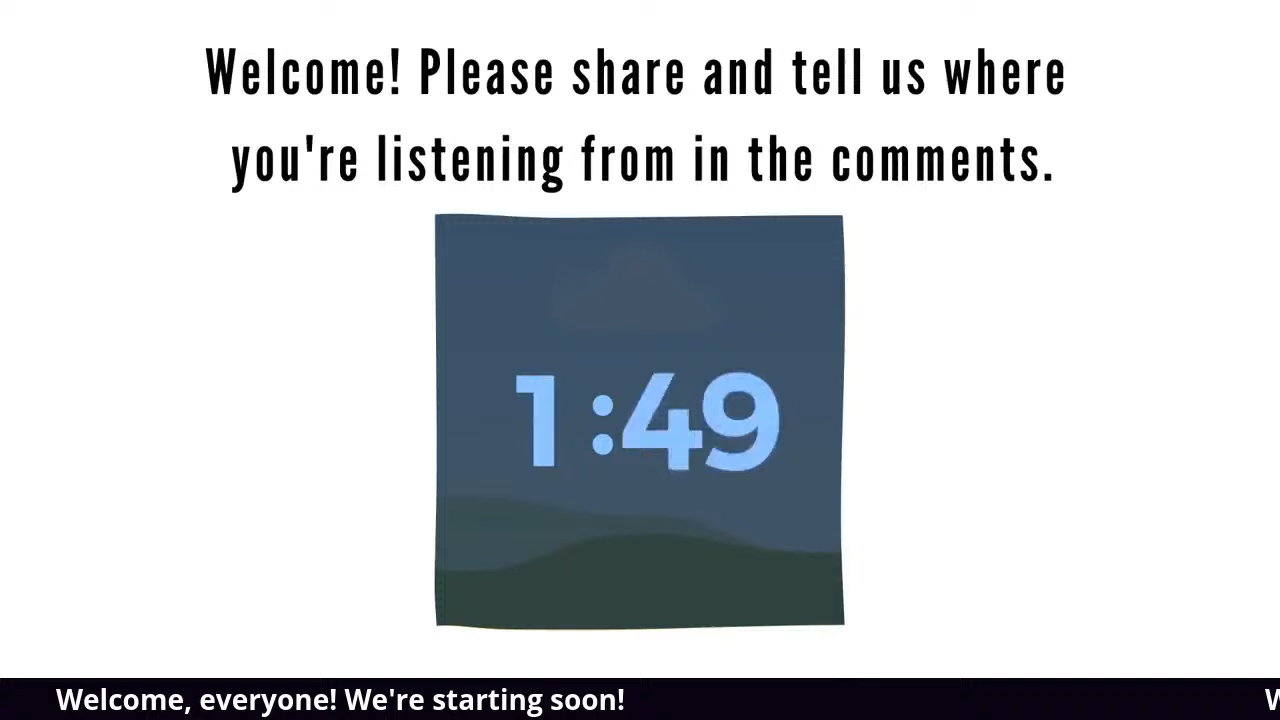 Welcome! Please share and tell us where
you're listening from in the comments.
1:49
Welcome, everyone! We're starting soon!
W